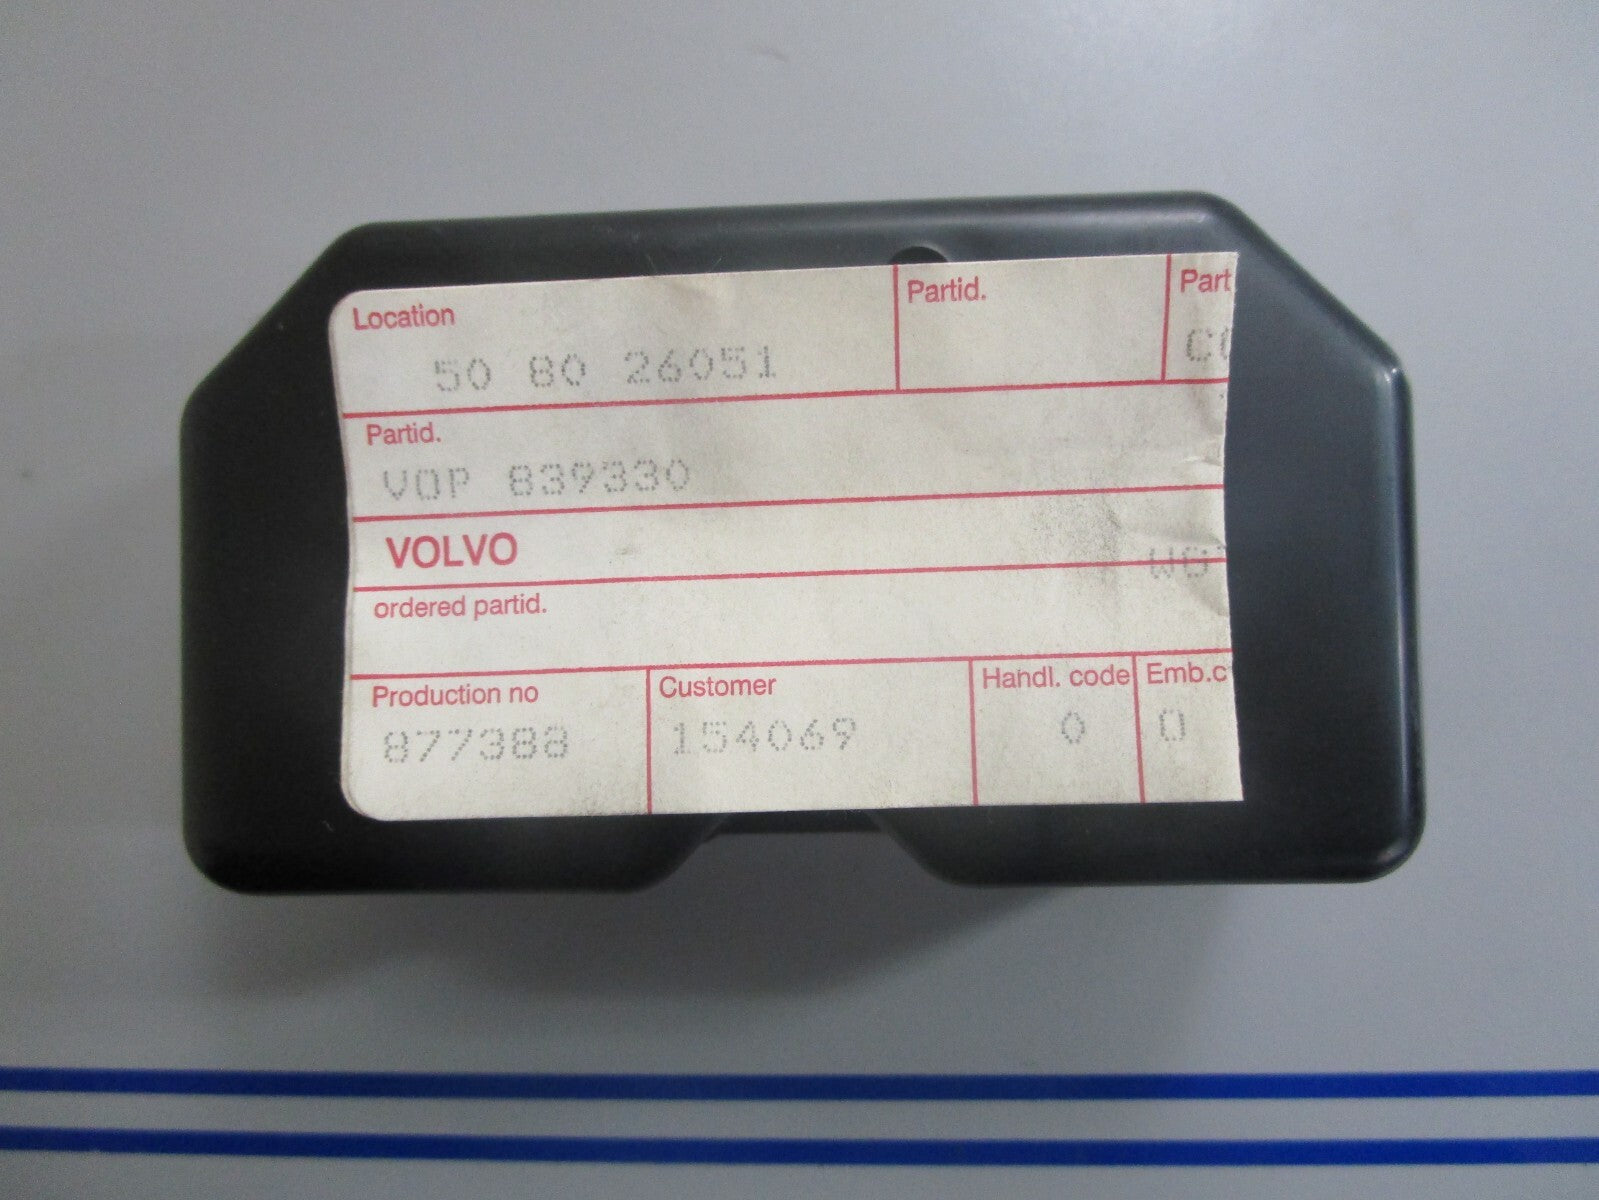 Location Partid. Part
50 80 26051
Partid.
VOP 839330
VOLVO
ordered partid.
Production no Customer Handl. code Emb.c
877388 154069 0 0